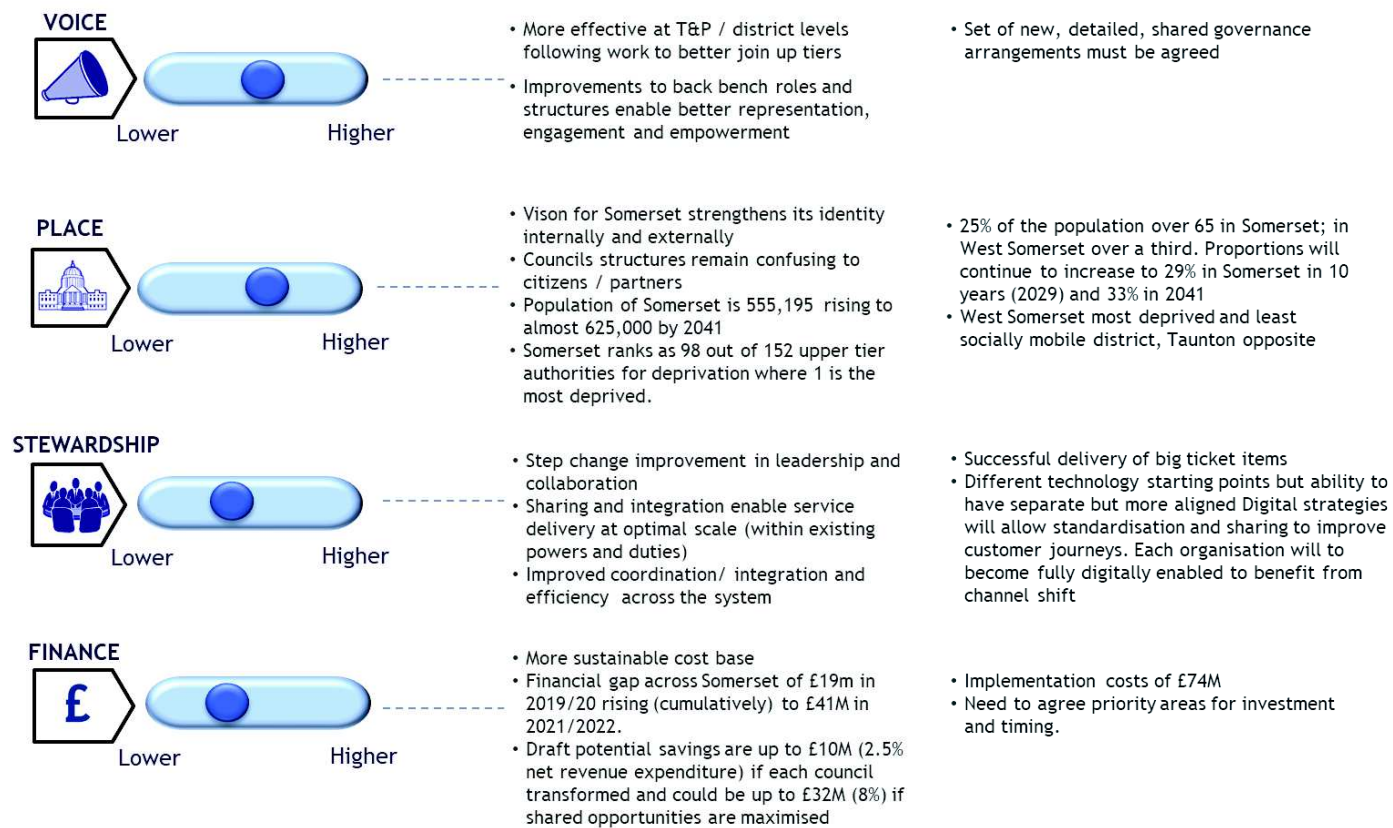 VOICE
Lower
Higher
• More effective at T&P / district levels
following work to better join up tiers
• Improvements to back bench roles and
structures enable better representation,
engagement and empowerment
• Set of new, detailed, shared governance
arrangements must be agreed
PLACE
Lower
Higher
• Vison for Somerset strengthens its identity
internally and externally
• Councils structures remain confusing to
citizens / partners
• Population of Somerset is 555,195 rising to
almost 625,000 by 2041
• Somerset ranks as 98 out of 152 upper tier
authorities for deprivation where 1 is the
most deprived.
• 25% of the population over 65 in Somerset; in
West Somerset over a third. Proportions will
continue to increase to 29% in Somerset in 10
years (2029) and 33% in 2041
• West Somerset most deprived and least
socially mobile district, Taunton opposite
STEWARDSHIP
Lower
Higher
• Step change improvement in leadership and
collaboration
• Sharing and integration enable service
delivery at optimal scale (within existing
powers and duties)
• Improved coordination/ integration and
efficiency across the system
• Successful delivery of big ticket items
• Different technology starting points but ability to
have separate but more aligned Digital strategies
will allow standardisation and sharing to improve
customer journeys. Each organisation will to
become fully digitally enabled to benefit from
channel shift
FINANCE
£
Lower
Higher
• More sustainable cost base
• Financial gap across Somerset of £19m in
2019/20 rising (cumulatively) to £41M in
2021/2022.
• Draft potential savings are up to £10M (2.5%
net revenue expenditure) if each council
transformed and could be up to £32M (8%) if
shared opportunities are maximised
• Implementation costs of £74M
• Need to agree priority areas for investment
and timing.